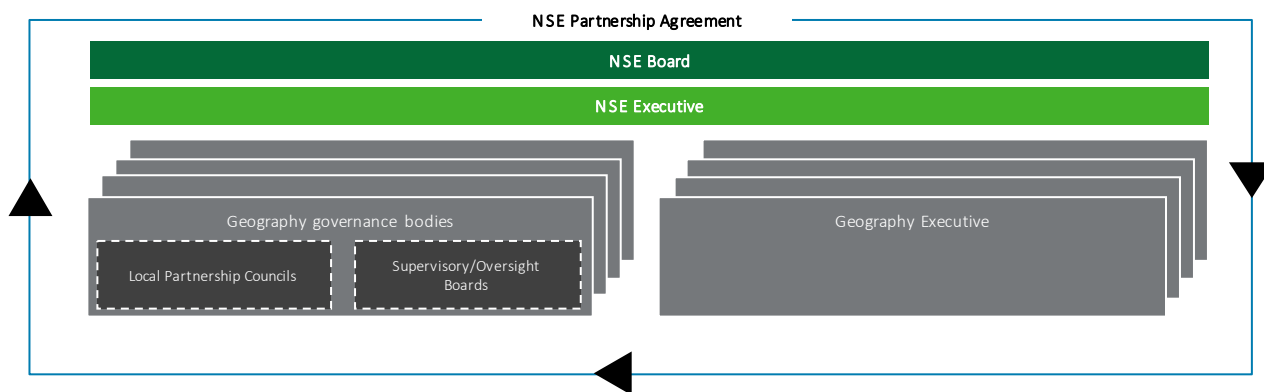 NSE Partnership Agreement
NSE Board
NSE Executive
Geography governance bodies
Geography Executive
Local Partnership Councils
Supervisory/Oversight
Boards